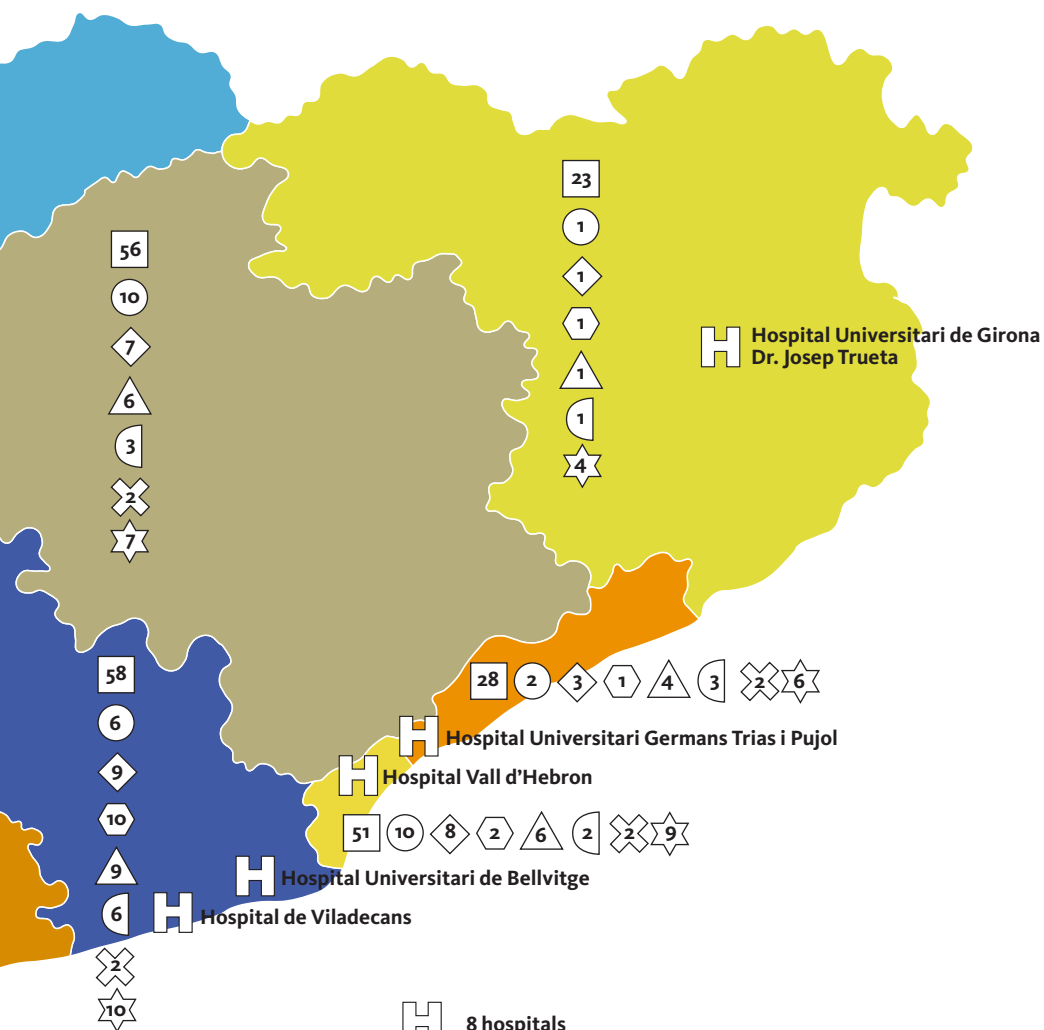 23
1
1
1
1
1
4
Hospital Universitari de Girona
Dr. Josep Trueta
56
10
7
6
3
2
7
58
6
9
10
9
6
2
10
28 2 3 1 4 3 2 6
Hospital Universitari Germans Trias i Pujol
Hospital Vall d'Hebron
51 10 8 2 6 2 2 9
Hospital Universitari de Bellvitge
Hospital de Viladecans
8 hospitals